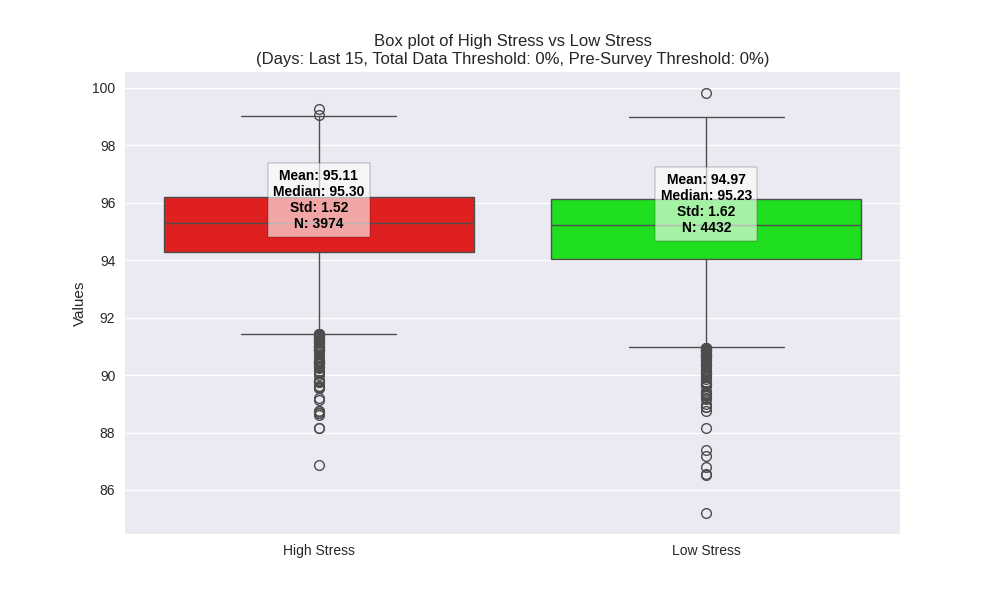 Box plot of High Stress vs Low Stress
(Days: Last 15, Total Data Threshold: 0%, Pre-Survey Threshold: 0%)
Values
100
98
96
94
92
90
88
86
Mean: 95.11
Median: 95.30
Std: 1.52
N: 3974
Mean: 94.97
Median: 95.23
Std: 1.62
N: 4432
High Stress
Low Stress